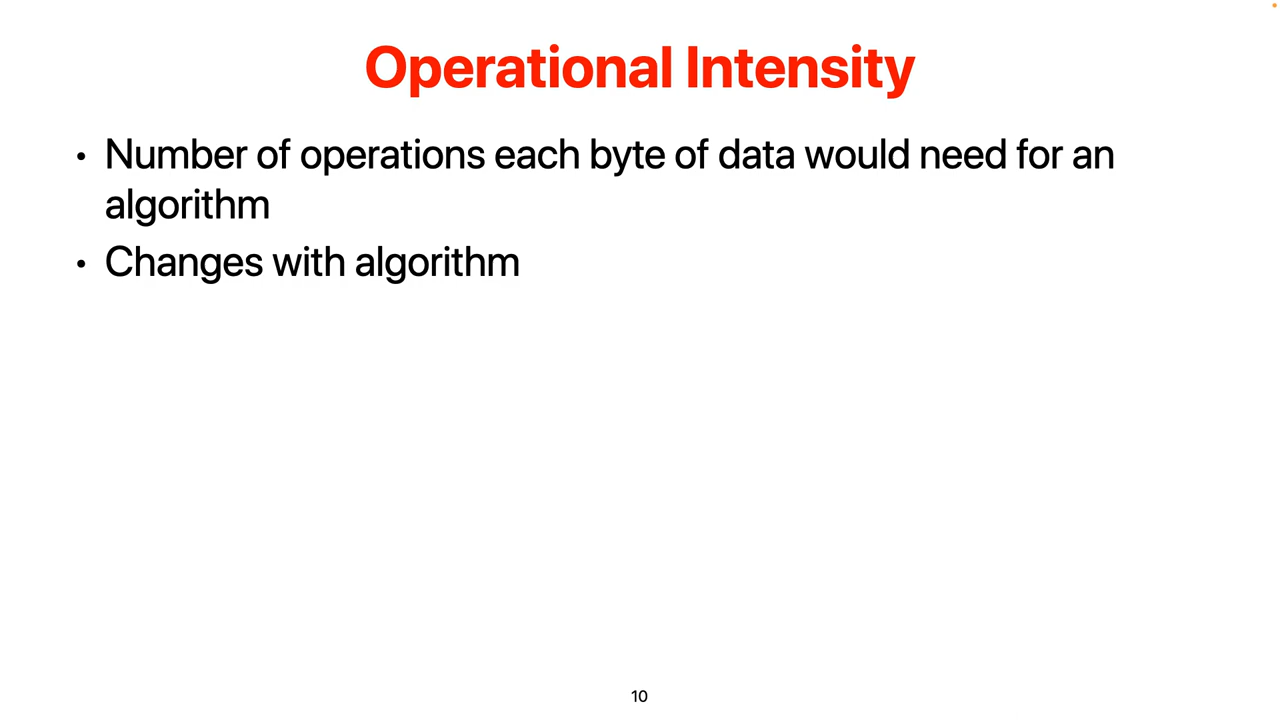 Operational Intensity
• Number of operations each byte of data would need for an
algorithm
• Changes with algorithm
10